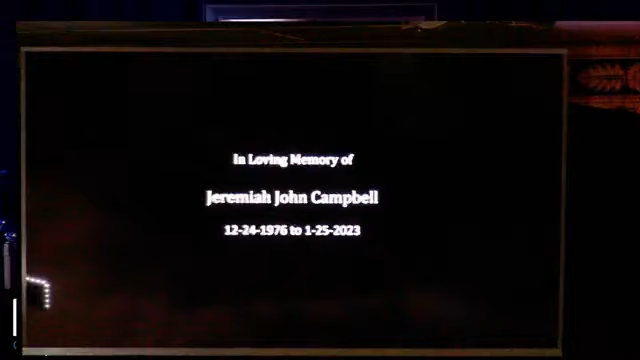 In Loving Memory of
Jeremiah John Campbell
12-24-1976 to 1-25-2023